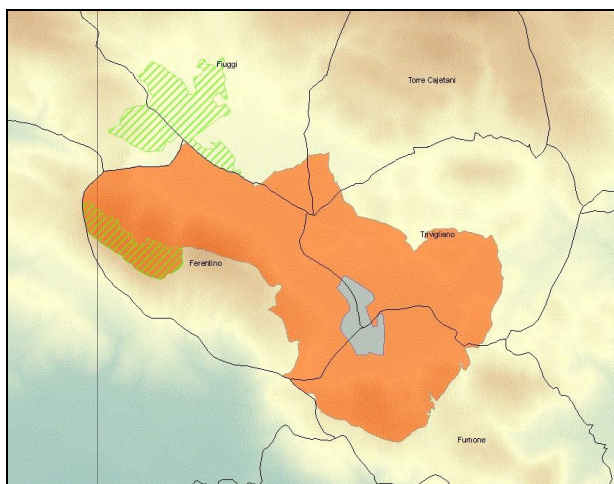 Fiuggi
Torre Cajetani
Trivigliano
Ferentino
Fumone